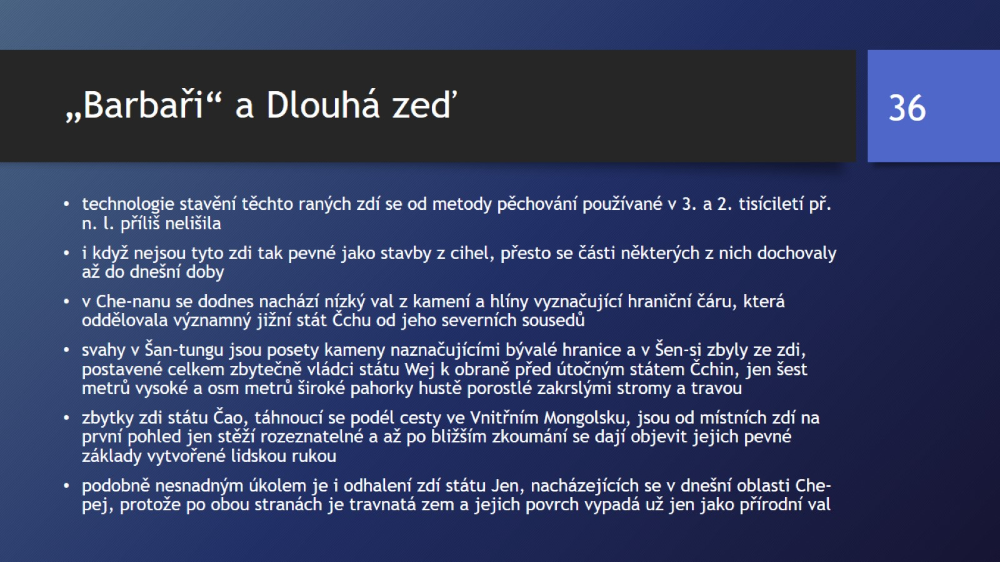 „Barbaři“ a Dlouhá zeď
36
• technologie stavění těchto raných zdí se od metody pěchování používané v 3. a 2. tisíciletí př.
n. l. příliš nelišila
• i když nejsou tyto zdi tak pevné jako stavby z cihel, přesto se části některých z nich dochovaly
až do dnešní doby
• v Che-nanu se dodnes nachází nízký val z kamení a hlíny vyznačující hraniční čáru, která
oddělovala významný jižní stát Čchu od jeho severních sousedů
• svahy v Šan-tungu jsou posety kameny naznačujícími bývalé hranice a v Šen-si zbyly ze zdi,
postavené celkem zbytečně vládci státu Wej k obraně před útočným státem Čchin, jen šest
metrů vysoké a osm metrů široké pahorky hustě porostlé zakrslými stromy a travou
• zbytky zdi státu Čao, táhnoucí se podél cesty ve Vnitřním Mongolsku, jsou od místních zdí na
první pohled jen stěží rozeznatelné a až po bližším zkoumání se dají objevit jejich pevné
základy vytvořené lidskou rukou
• podobně nesnadným úkolem je i odhalení zdí státu Jen, nacházejících se v dnešní oblasti Che-
pej, protože po obou stranách je travnatá zem a jejich povrch vypadá už jen jako přírodní val